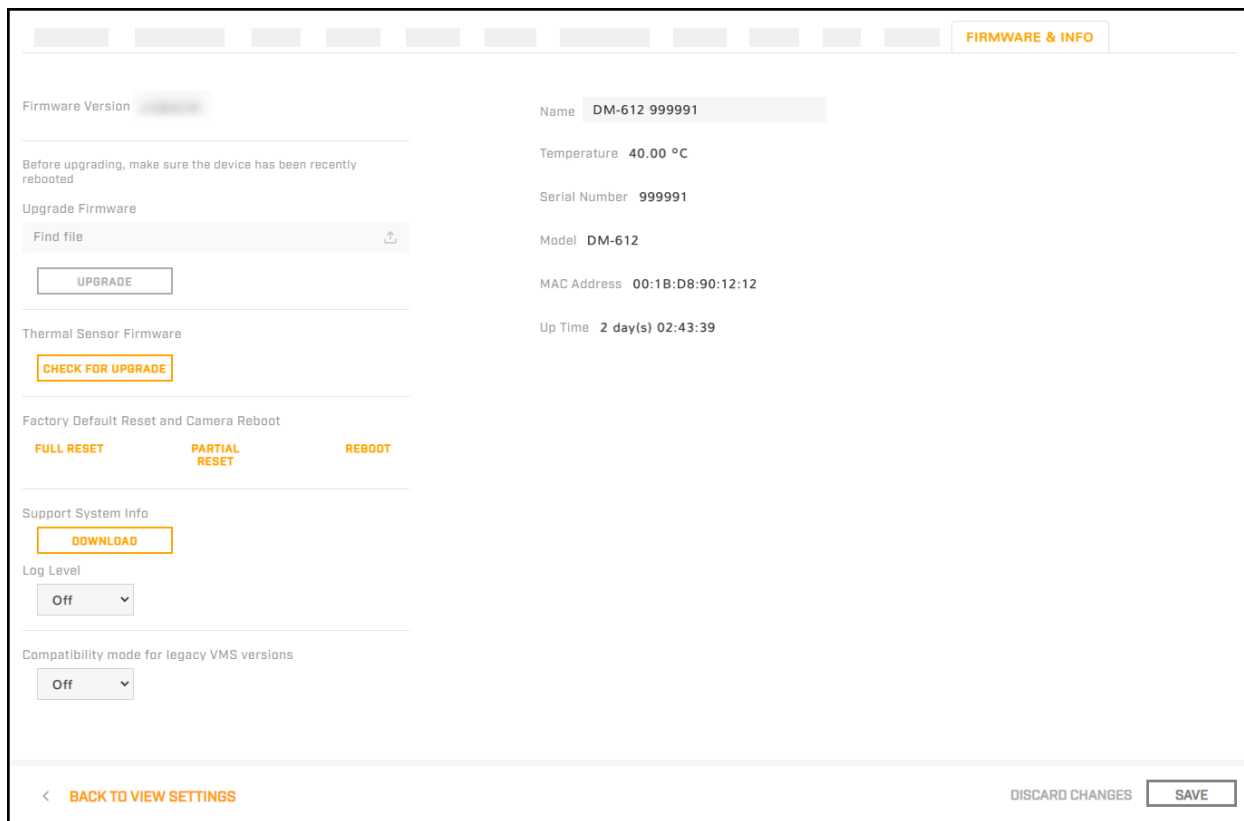 FIRMWARE & INFO
Firmware Version
Before upgrading, make sure the device has been recently
rebooted
Upgrade Firmware
Find file
UPGRADE
Thermal Sensor Firmware
CHECK FOR UPGRADE
Factory Default Reset and Camera Reboot
FULL RESET
PARTIAL
RESET
REBOOT
Support System Info
DOWNLOAD
Log Level
Off
Compatibility mode for legacy VMS versions
Off
Name DM-612 999991
Temperature 40.00 ºC
Serial Number 999991
Model DM-612
MAC Address 00:1B:D8:90:12:12
Up Time 2 day(s) 02:43:39
BACK TO VIEW SETTINGS
DISCARD CHANGES
SAVE